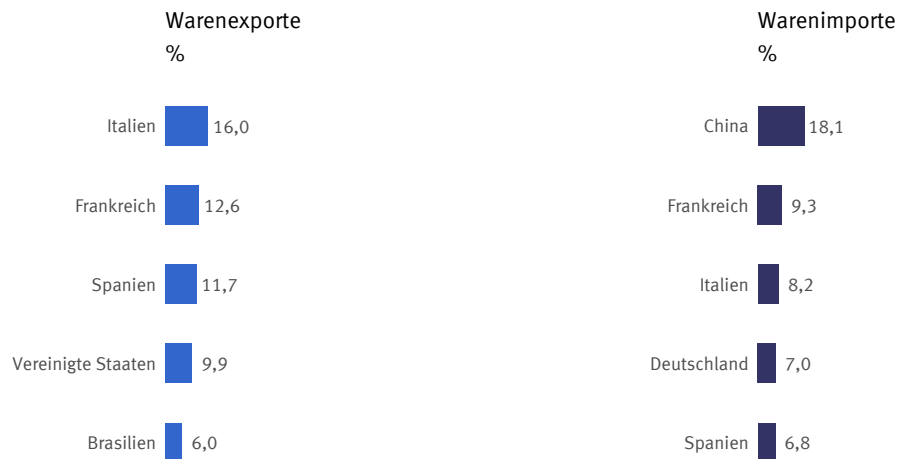 Warenexporte
%
Italien 16,0
Frankreich 12,6
Spanien 11,7
Vereinigte Staaten 9,9
Brasilien 6,0
Warenimporte
%
China 18,1
Frankreich 9,3
Italien 8,2
Deutschland 7,0
Spanien 6,8